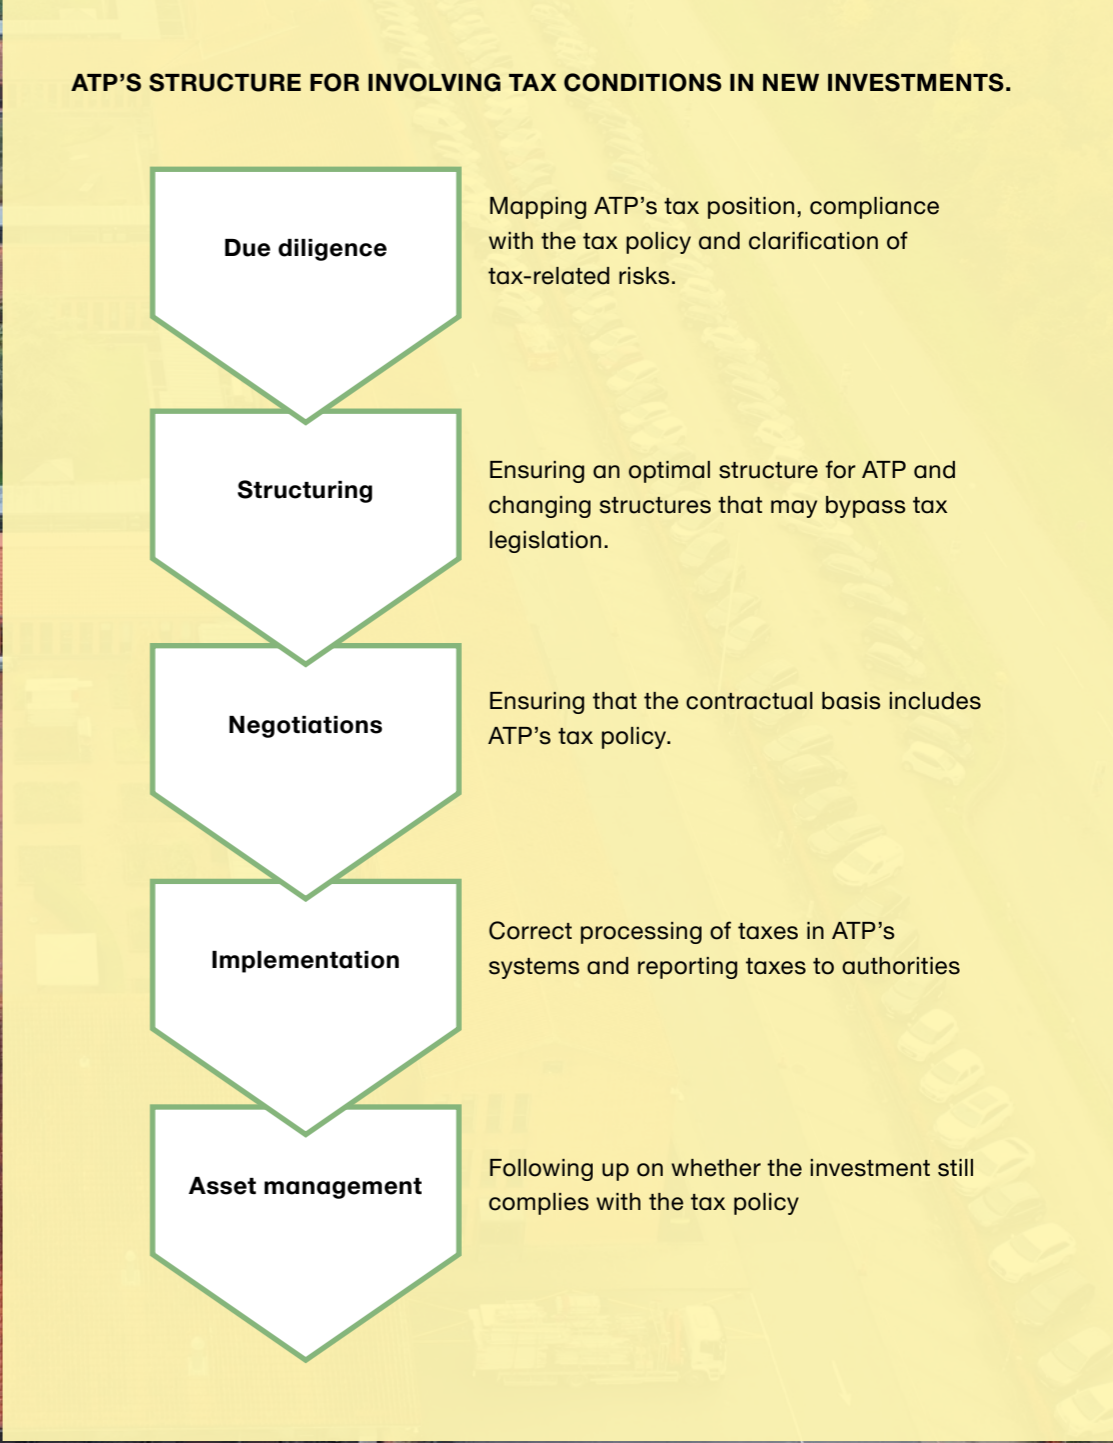 ATP’S STRUCTURE FOR INVOLVING TAX CONDITIONS IN NEW INVESTMENTS.
Due diligence
Mapping ATP’s tax position, compliance
with the tax policy and clarification of
tax-related risks.
Structuring
Ensuring an optimal structure for ATP and
changing structures that may bypass tax
legislation.
Negotiations
Ensuring that the contractual basis includes
ATP’s tax policy.
Implementation
Correct processing of taxes in ATP’s
systems and reporting taxes to authorities
Asset management
Following up on whether the investment still
complies with the tax policy